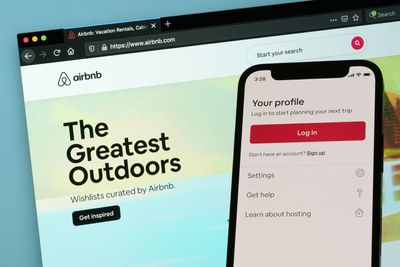 Airbnb: Vacation Rentals, Cabi
https://www.airbnb.com
Search
airbnb
Start your search
The
Greatest
Outdoors
Wishlists curated by Airbnb.
Get inspired
3:28
Your profile
Log in to start planning your next trip.
Log in
Don't have an account? Sign up
Settings
Get help
Learn about hosting